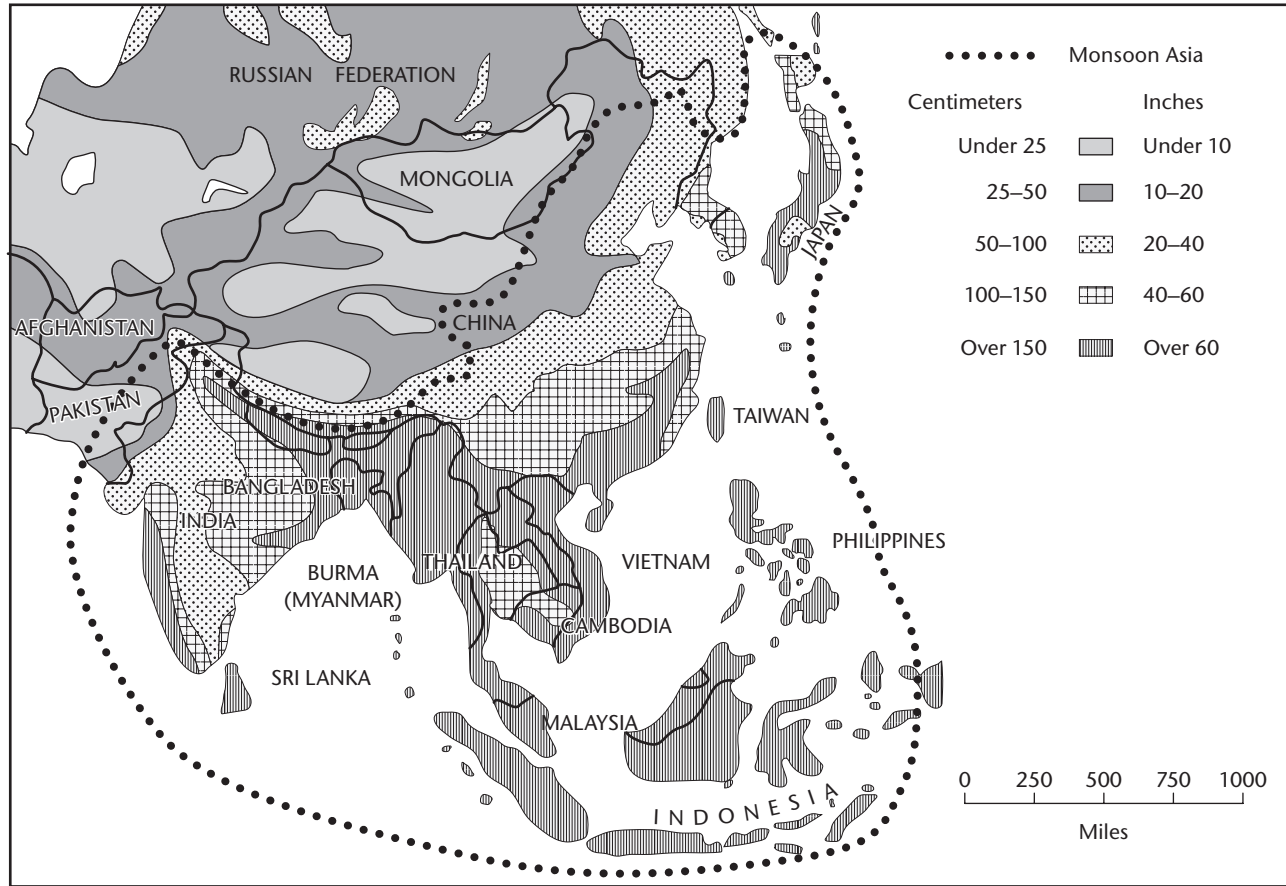 RUSSIAN FEDERATION
MONGOLIA
JAPAN
AFGHANISTAN
CHINA
PAKISTAN
TAIWAN
BANGLADESH
INDIA
THAILAND
VIETNAM
PHILIPPINES
BURMA
(MYANMAR)
CAMBODIA
SRI LANKA
MALAYSIA
INDONESIA
Monsoon Asia
Centimeters Inches
Under 25 Under 10
25–50 10–20
50–100 20–40
100–150 40–60
Over 150 Over 60
0 250 500 750 1000
Miles